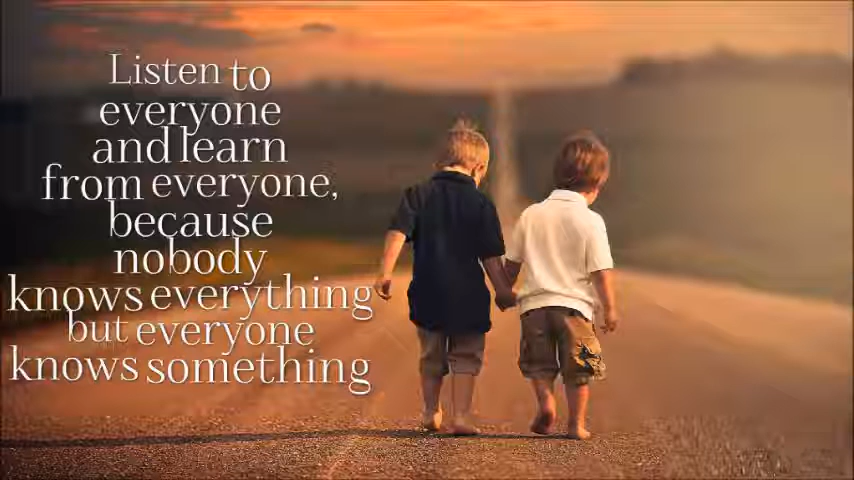 Listen to
everyone
and learn
from everyone,
because
nobody
knows everything
but everyone
knows something